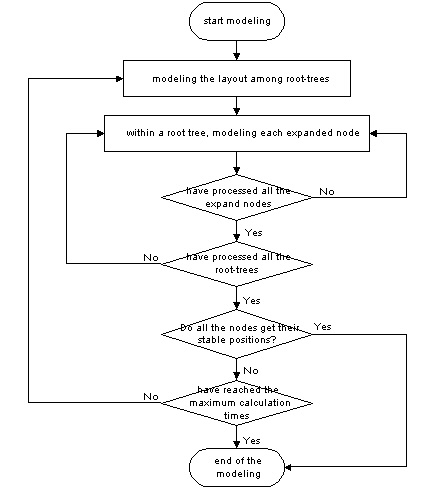 start modeling
modeling the layout among root-trees
within a root tree, modeling each expanded node
have processed all the
expand nodes
No
Yes
have processed all the
root-trees
No
Yes
Do all the nodes get their
stable positions?
Yes
No
have reached the
maximum calculation
times
No
Yes
end of the
modeling